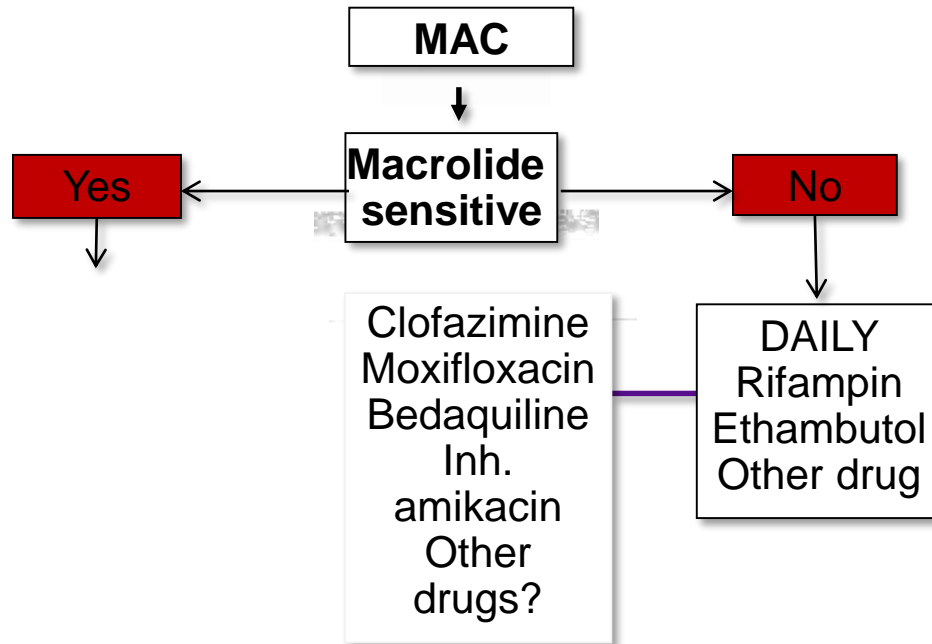 MAC
Yes
Macrolide
sensitive
No
Clofazimine
Moxifloxacin
Bedaquiline
Inh.
amikacin
Other
drugs?
DAILY
Rifampin
Ethambutol
Other drug